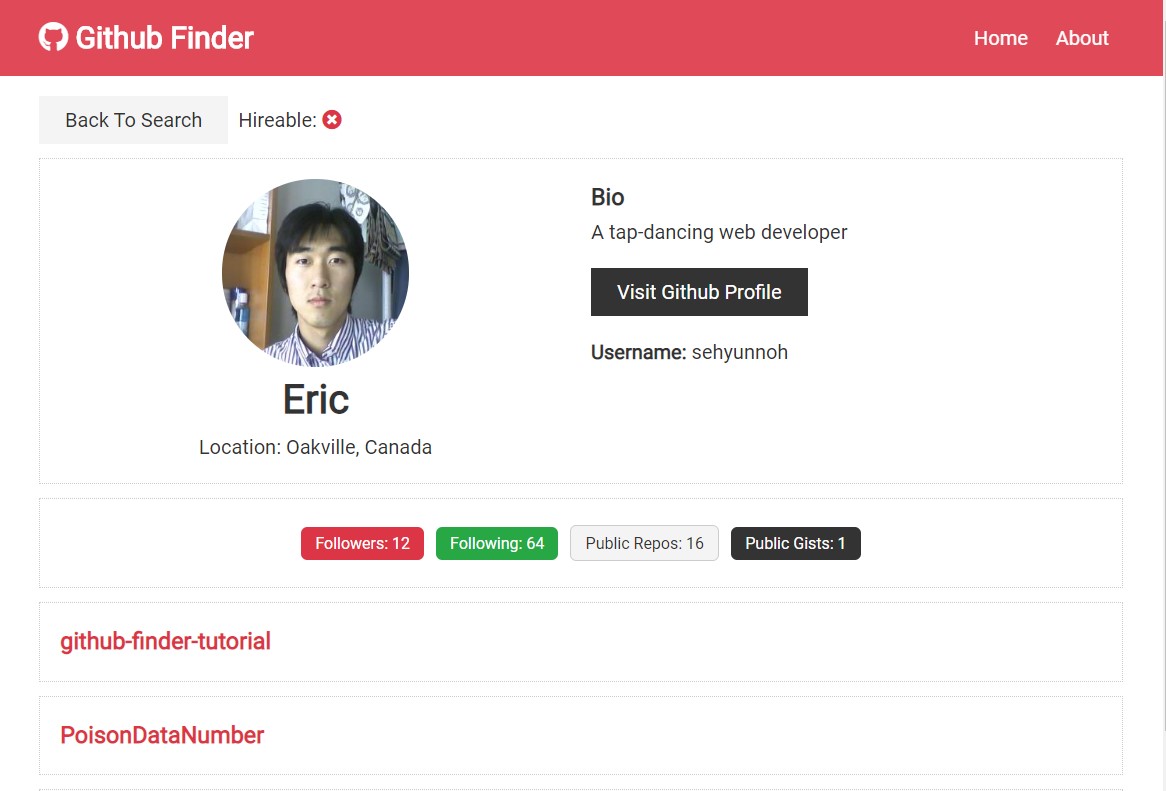 Github Finder
Home About
Back To Search Hireable:
Bio
A tap-dancing web developer
Visit Github Profile
Username: sehyunnoh
Eric
Location: Oakville, Canada
Followers: 12 Following: 64 Public Repos: 16 Public Gists: 1
github-finder-tutorial
PoisonDataNumber